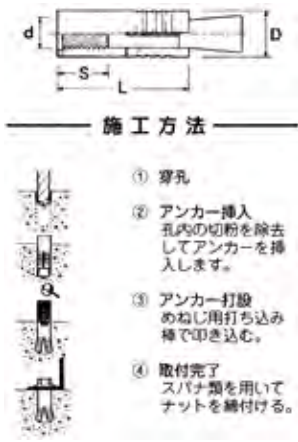 d
D
S
L
施工方法
① 穿孔
② アンカー挿入
孔内の切粉を除去
してアンカーを挿
入します。
③ アンカー打設
めねじ用打ち込み
棒で叩き込む。
④ 取付完了
スパナ類を用いて
ナットを締付ける。